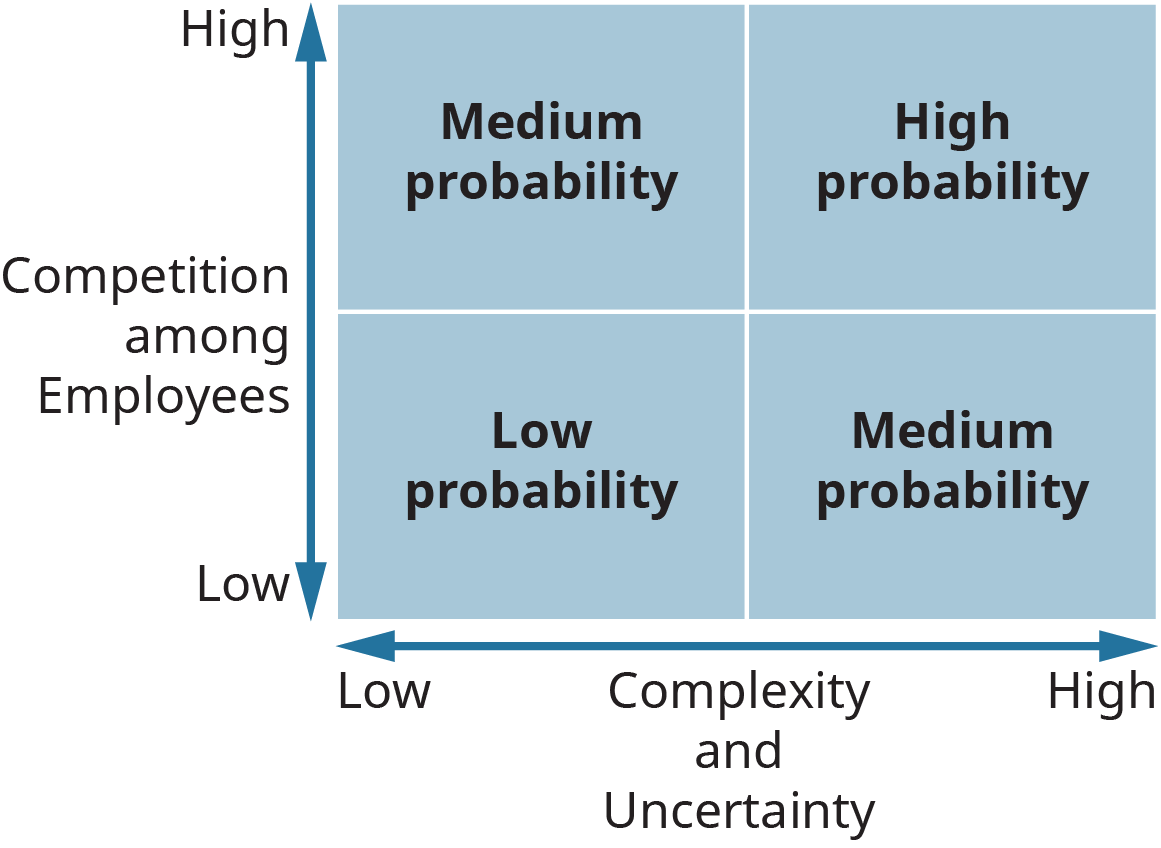 High
Medium
probability
High
probability
Competition
among
Employees
Low
probability
Medium
probability
Low
Low
Complexity
and
Uncertainty
High